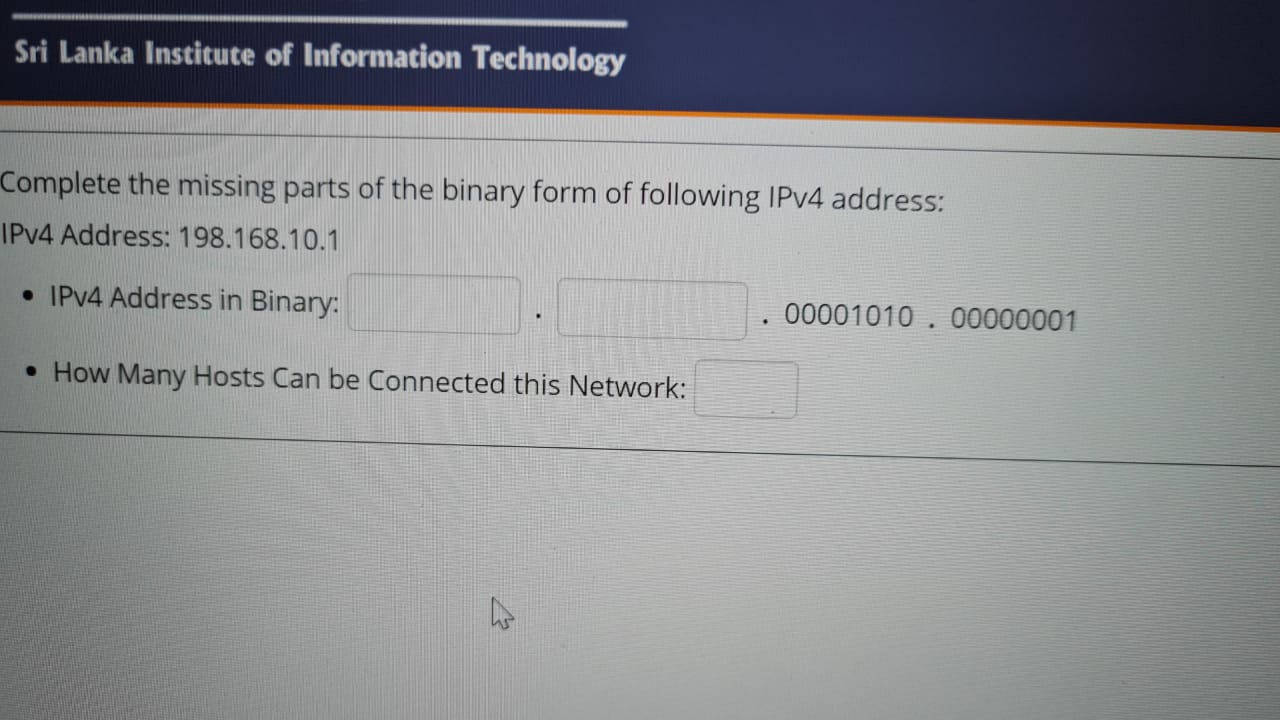 Sri Lanka Institute of Information Technology
Complete the missing parts of the binary form of following IPv4 address:
IPv4 Address: 198.168.10.1
• IPv4 Address in Binary: . . 00001010 . 00000001
• How Many Hosts Can be Connected this Network: